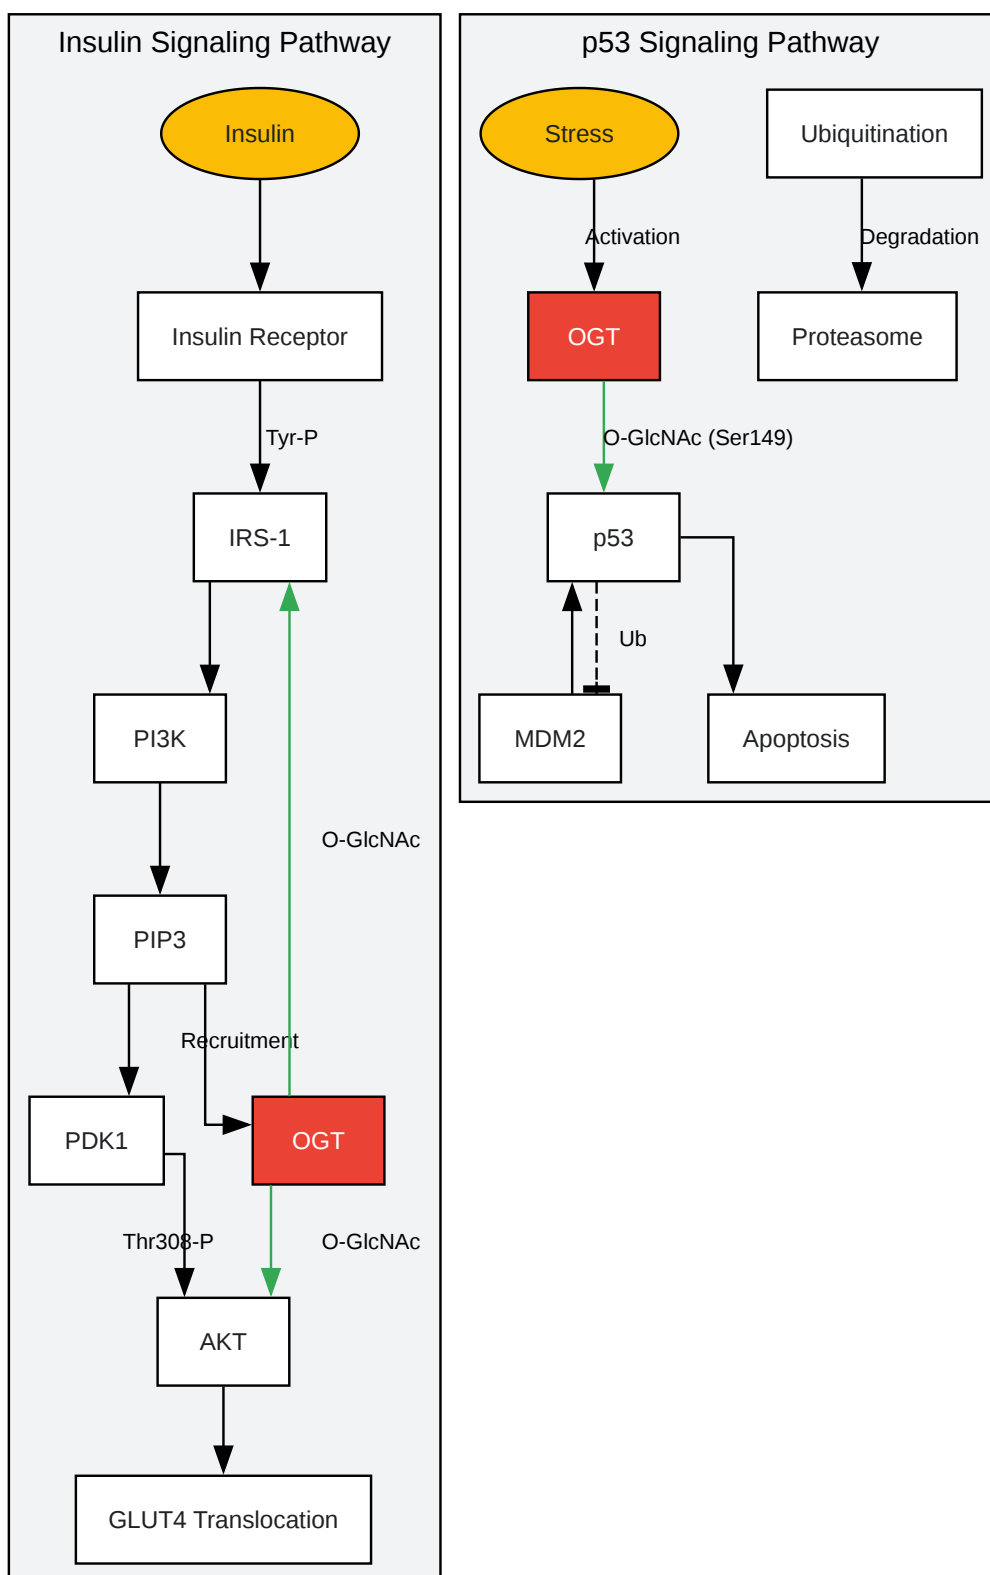 Insulin Signaling Pathway
Insulin
Insulin Receptor
Tyr-P
IRS-1
PI3K
O-GlcNAc
PIP3
Recruitment
PDK1
OGT
Thr308-P
O-GlcNAc
AKT
GLUT4 Translocation
p53 Signaling Pathway
Stress
Ubiquitination
Activation
Degradation
OGT
Proteasome
O-GlcNAc (Ser149)
p53
Ub
MDM2
Apoptosis